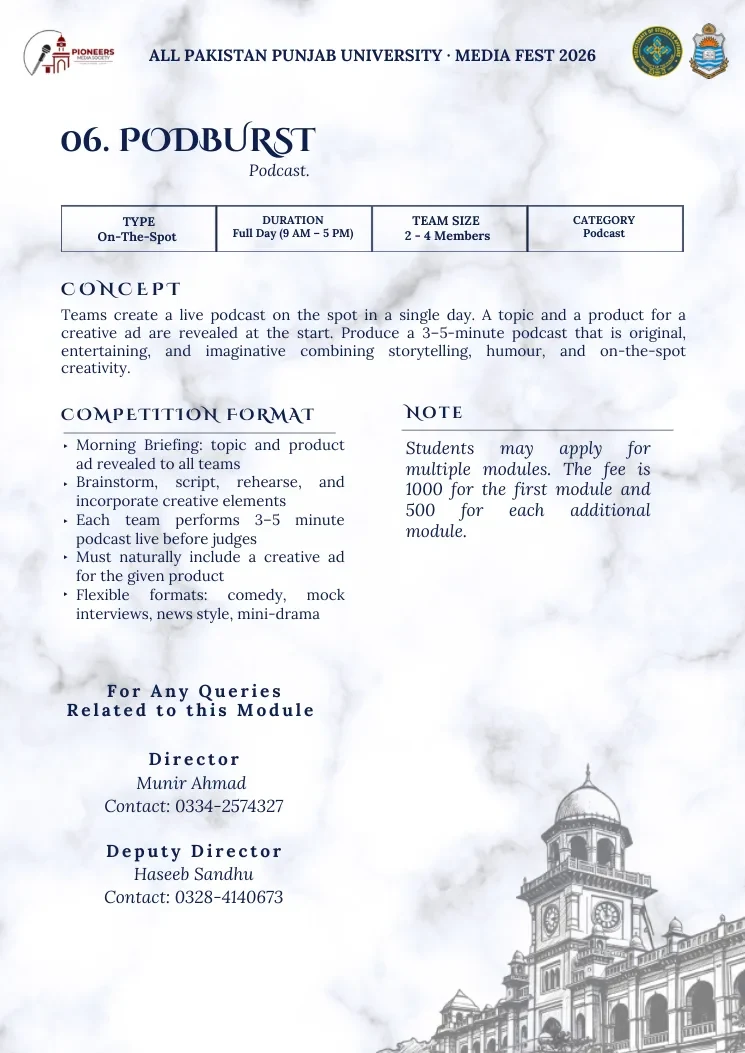 PIONEERS
MEDIA SOCIETY
ALL PAKISTAN PUNJAB UNIVERSITY · MEDIA FEST 2026
06. PODBURST
Podcast.
TYPE
On-The-Spot
DURATION
Full Day (9 AM – 5 PM)
TEAM SIZE
2 - 4 Members
CATEGORY
Podcast
CONCEPT
Teams create a live podcast on the spot in a single day. A topic and a product for a
creative ad are revealed at the start. Produce a 3–5-minute podcast that is original,
entertaining, and imaginative combining storytelling, humour, and on-the-spot
creativity.
COMPETITION FORMAT
‣ Morning Briefing: topic and product
ad revealed to all teams
‣ Brainstorm, script, rehearse, and
incorporate creative elements
‣ Each team performs 3–5 minute
podcast live before judges
‣ Must naturally include a creative ad
for the given product
‣ Flexible formats: comedy, mock
interviews, news style, mini-drama
NOTE
Students may apply for
multiple modules. The fee is
1000 for the first module and
500 for each additional
module.
For Any Queries
Related to this Module
Director
Munir Ahmad
Contact: 0334-2574327
Deputy Director
Haseeb Sandhu
Contact: 0328-4140673